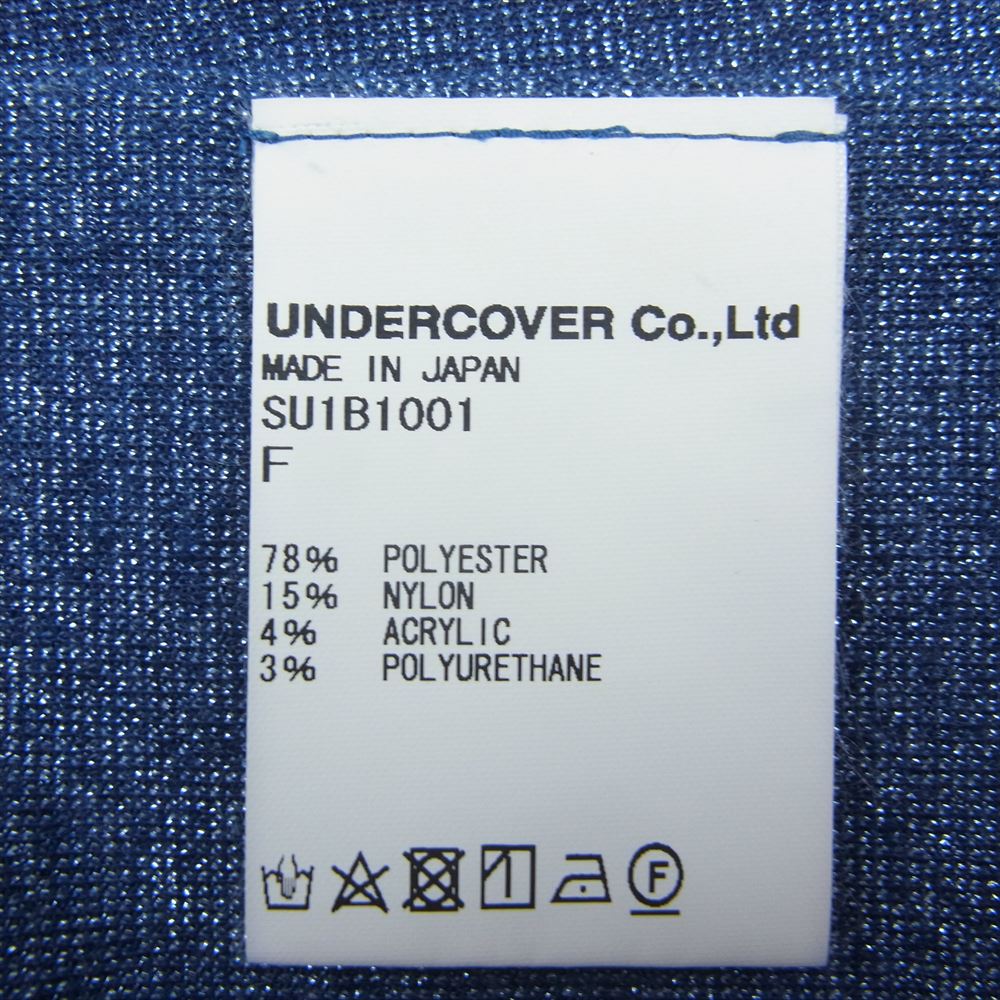 UNDERCOVER Co.,Ltd
MADE IN JAPAN
SU1B1001
F
78% POLYESTER
15% NYLON
4% ACRYLIC
3% POLYURETHANE
F